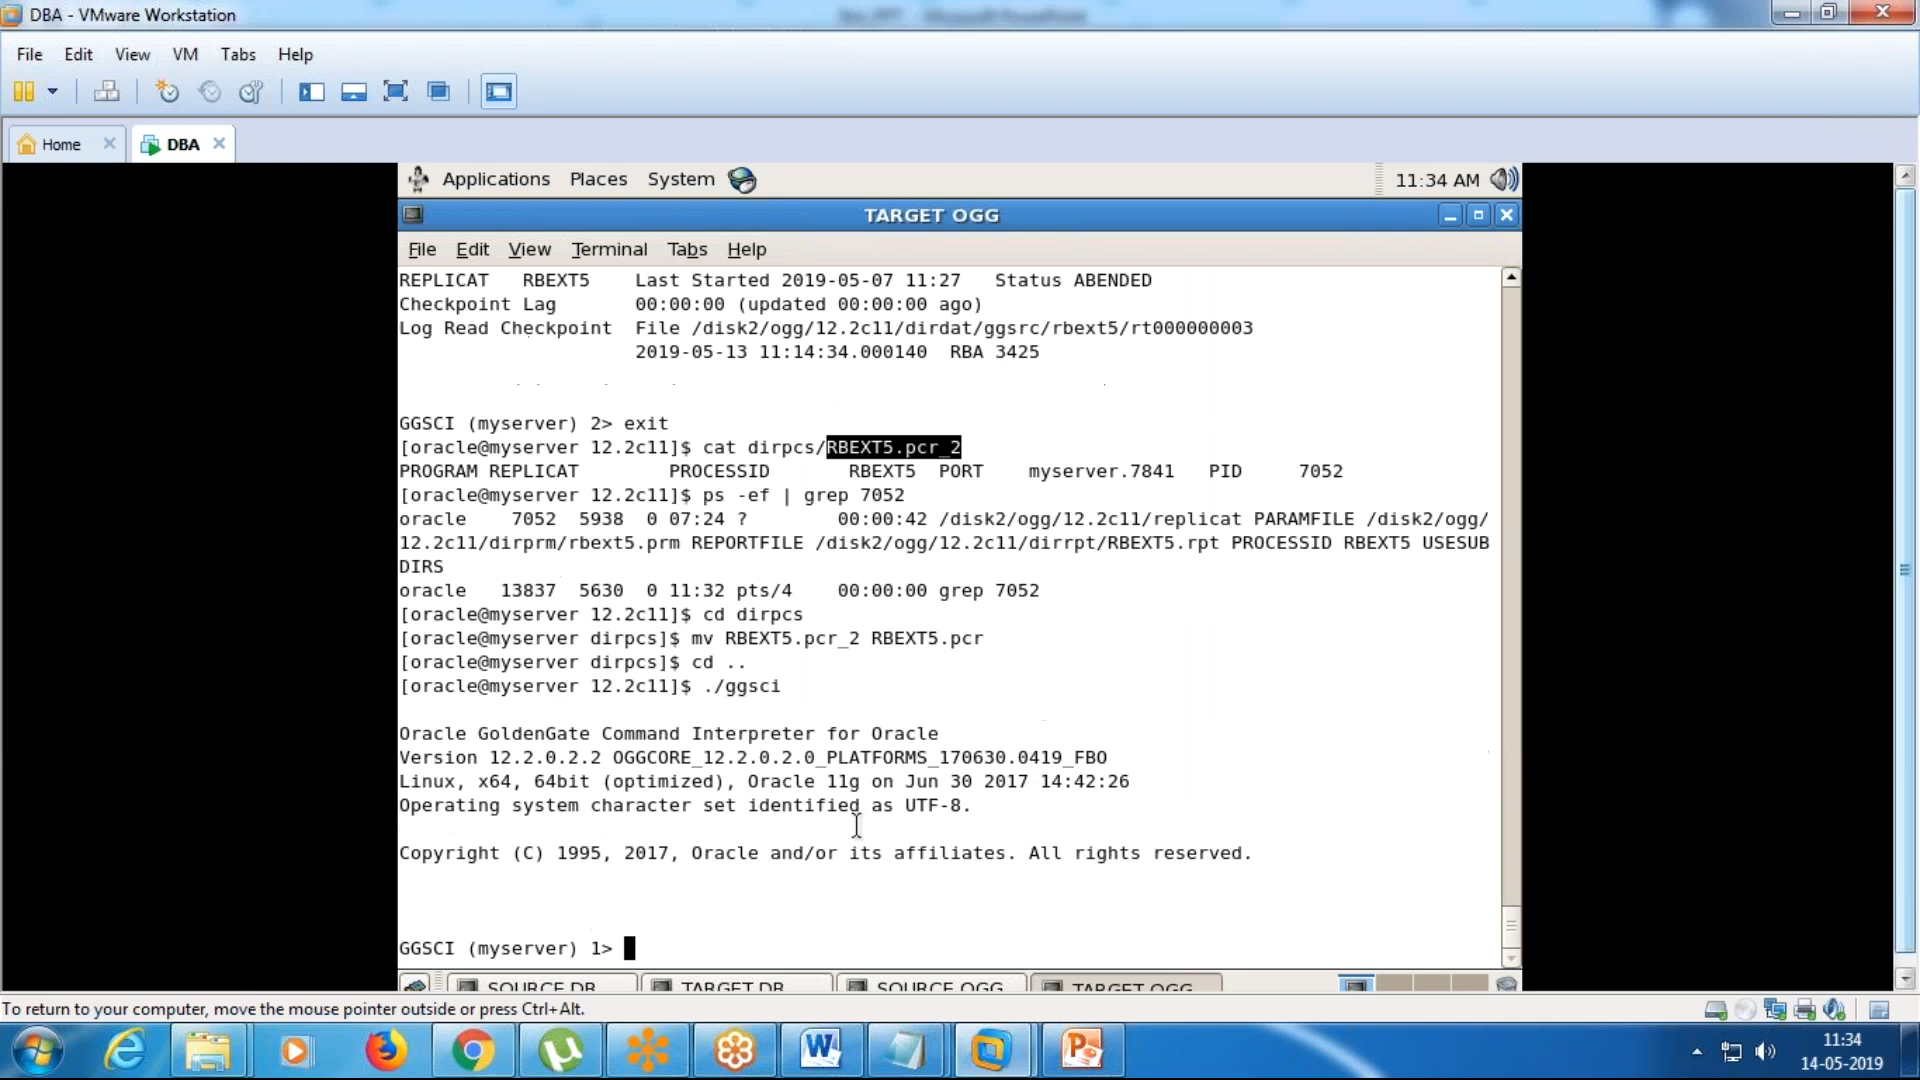 DBA - VMware Workstation
File Edit View VM Tabs Help
Home DBA
Applications Places System 11:34 AM
TARGET OGG
File Edit View Terminal Tabs Help
REPLICAT RBEXT5 Last Started 2019-05-07 11:27 Status ABENDED
Checkpoint Lag 00:00:00 (updated 00:00:00 ago)
Log Read Checkpoint File /disk2/ogg/12.2c11/dirdat/ggsrc/rbext5/rt000000003
2019-05-13 11:14:34.000140 RBA 3425
GGSCI (myserver) 2> exit
[oracle@myserver 12.2c11]$ cat dirpcs/RBEXT5.pcr_2
PROGRAM REPLICAT PROCESSID RBEXT5 PORT myserver.7841 PID 7052
[oracle@myserver 12.2c11]$ ps -ef | grep 7052
oracle 7052 5938 0 07:24 ? 00:00:42 /disk2/ogg/12.2c11/replicat PARAMFILE /disk2/ogg/
12.2c11/dirprm/rbext5.prm REPORTFILE /disk2/ogg/12.2c11/dirrpt/RBEXT5.rpt PROCESSID RBEXT5 USESUB
DIRS
oracle 13837 5630 0 11:32 pts/4 00:00:00 grep 7052
[oracle@myserver 12.2c11]$ cd dirpcs
[oracle@myserver dirpcs]$ mv RBEXT5.pcr_2 RBEXT5.pcr
[oracle@myserver dirpcs]$ cd ..
[oracle@myserver 12.2c11]$ ./ggsci
Oracle GoldenGate Command Interpreter for Oracle
Version 12.2.0.2.2 OGGCORE_12.2.0.2.0_PLATFORMS_170630.0419_FBO
Linux, x64, 64bit (optimized), Oracle 11g on Jun 30 2017 14:42:26
Operating system character set identified as UTF-8.
Copyright (C) 1995, 2017, Oracle and/or its affiliates. All rights reserved.
GGSCI (myserver) 1>
SOURCE DB TARGET DB SOURCE OGG TARGET OGG
To return to your computer, move the mouse pointer outside or press Ctrl+Alt.
11:34
14-05-2019